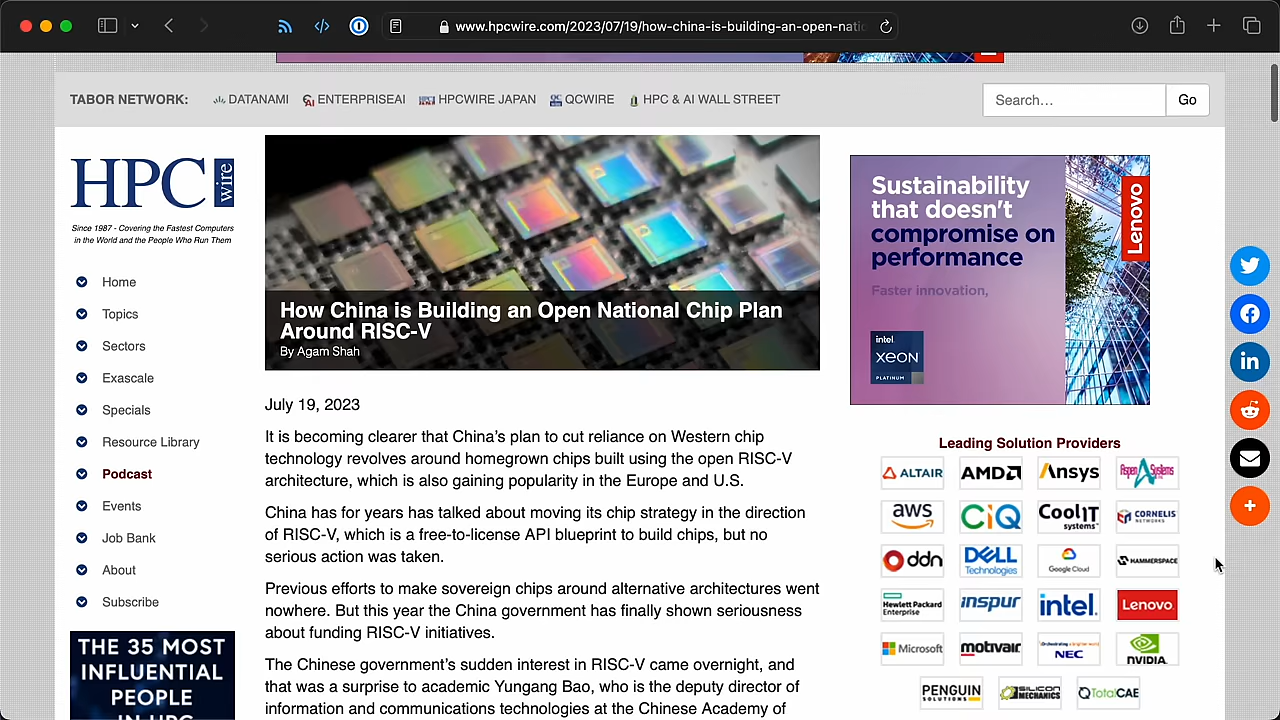 www.hpcwire.com/2023/07/19/how-china-is-building-an-open-natic
TABOR NETWORK:
DATANAMI
ENTERPRISEAI
HPCWIRE JAPAN
QCWIRE
HPC & AI WALL STREET
Search...
Go
HPC wire
Since 1987 - Covering the Fastest Computers
in the World and the People Who Run Them
Home
Topics
Sectors
Exascale
Specials
Resource Library
Podcast
Events
Job Bank
About
Subscribe
THE 35 MOST
INFLUENTIAL
PEOPLE
IN HPC
How China is Building an Open National Chip Plan
Around RISC-V
By Agam Shah
July 19, 2023
It is becoming clearer that China’s plan to cut reliance on Western chip
technology revolves around homegrown chips built using the open RISC-V
architecture, which is also gaining popularity in the Europe and U.S.
China has for years has talked about moving its chip strategy in the direction
of RISC-V, which is a free-to-license API blueprint to build chips, but no
serious action was taken.
Previous efforts to make sovereign chips around alternative architectures went
nowhere. But this year the China government has finally shown seriousness
about funding RISC-V initiatives.
The Chinese government’s sudden interest in RISC-V came overnight, and
that was a surprise to academic Yungang Bao, who is the deputy director of
information and communications technologies at the Chinese Academy of
Sustainability
that doesn't
compromise on
performance
Faster innovation,
intel
XEON
PLATINUM
Lenovo
Leading Solution Providers
ALTAIR
AMD
Ansys
Aspen Systems
aws
CiQ
CoolIT
systems
CORNELIS
NETWORKS
ddn
DELL
Technologies
Google Cloud
HAMMERSPACE
Hewlett Packard
Enterprise
inspur
intel
Lenovo
Microsoft
motivair
Orchestrating a brighter world
NEC
NVIDIA
PENGUIN
SOLUTIONS
SILICON
MECHANICS
TotalCAE